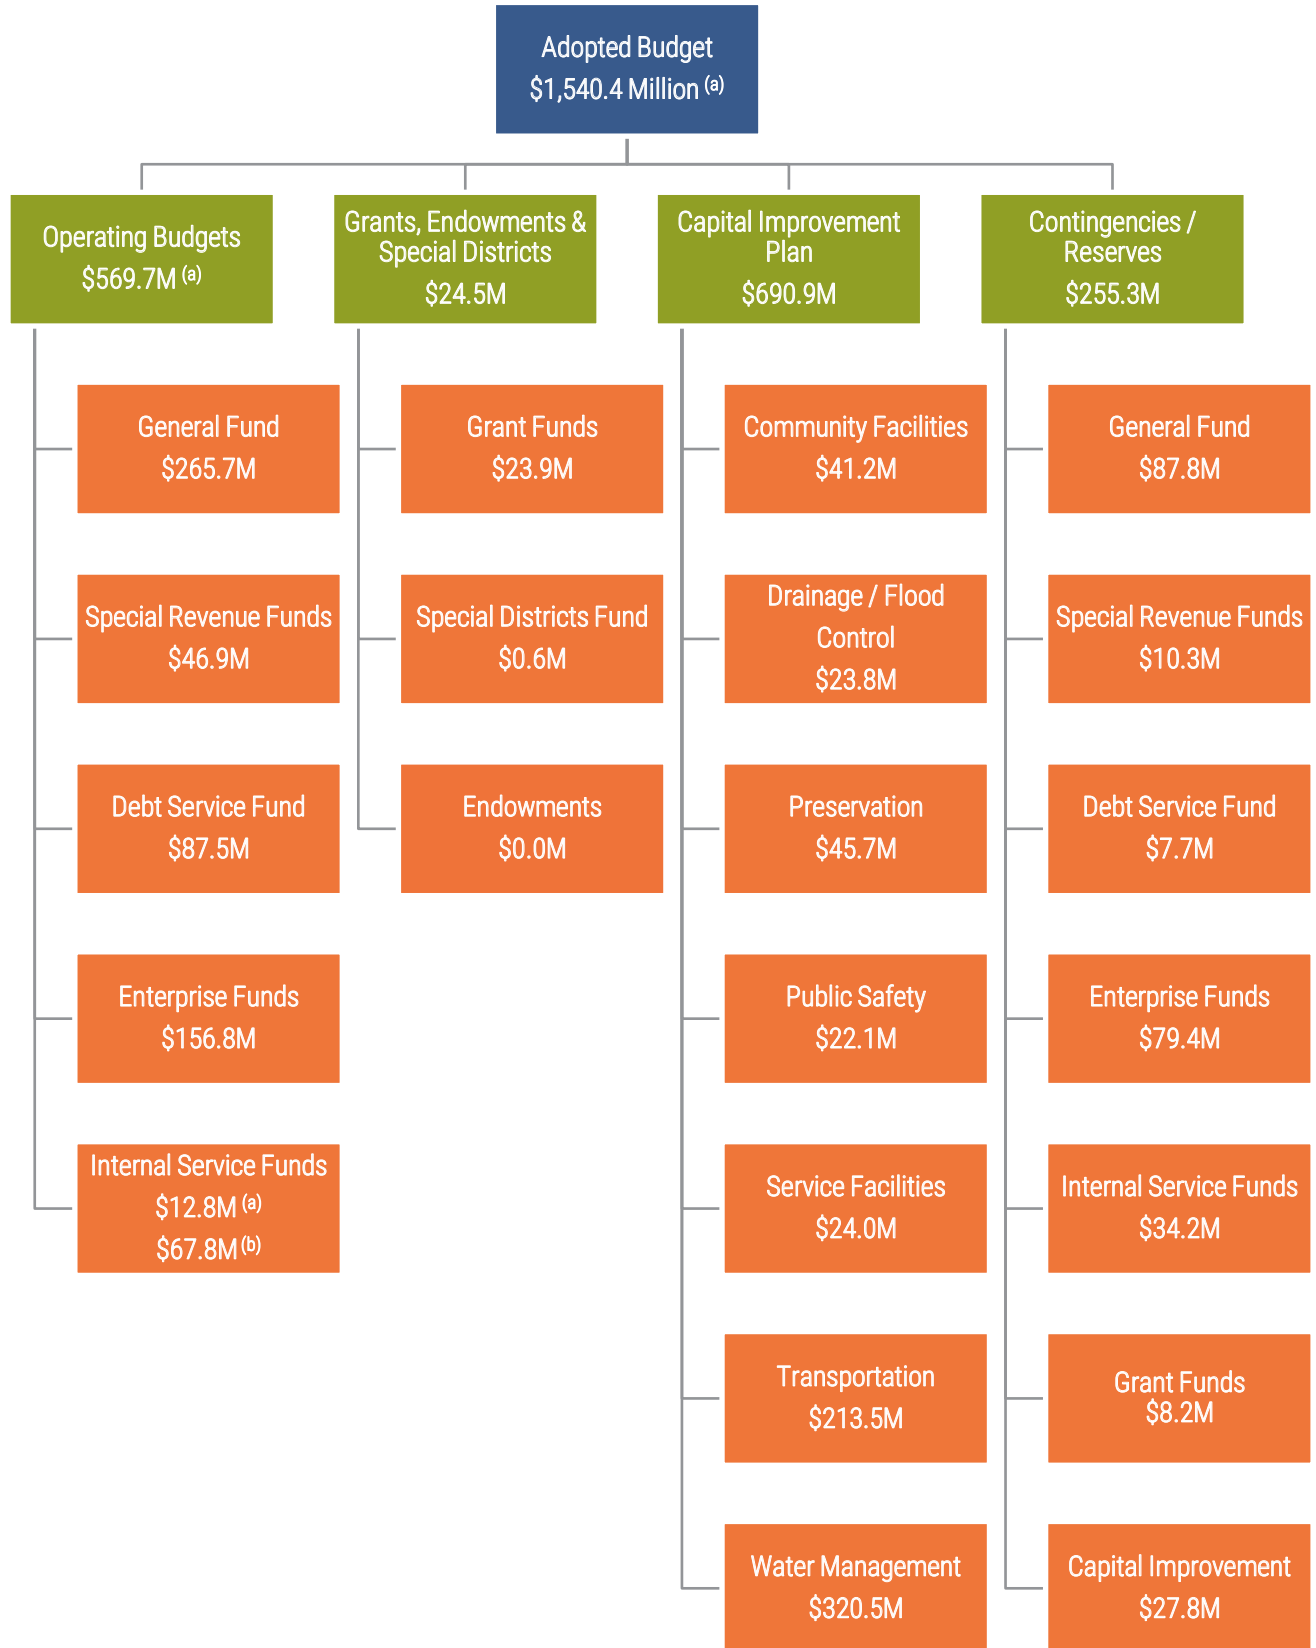 Adopted Budget
$1,540.4 Million (a)
Operating Budgets
$569.7M (a)
Grants, Endowments &
Special Districts
$24.5M
Capital Improvement
Plan
$690.9M
Contingencies /
Reserves
$255.3M
General Fund
$265.7M
Special Revenue Funds
$46.9M
Debt Service Fund
$87.5M
Enterprise Funds
$156.8M
Internal Service Funds
$12.8M (a)
$67.8M (b)
Grant Funds
$23.9M
Special Districts Fund
$0.6M
Endowments
$0.0M
Community Facilities
$41.2M
Drainage / Flood
Control
$23.8M
Preservation
$45.7M
Public Safety
$22.1M
Service Facilities
$24.0M
Transportation
$213.5M
Water Management
$320.5M
General Fund
$87.8M
Special Revenue Funds
$10.3M
Debt Service Fund
$7.7M
Enterprise Funds
$79.4M
Internal Service Funds
$34.2M
Grant Funds
$8.2M
Capital Improvement
$27.8M